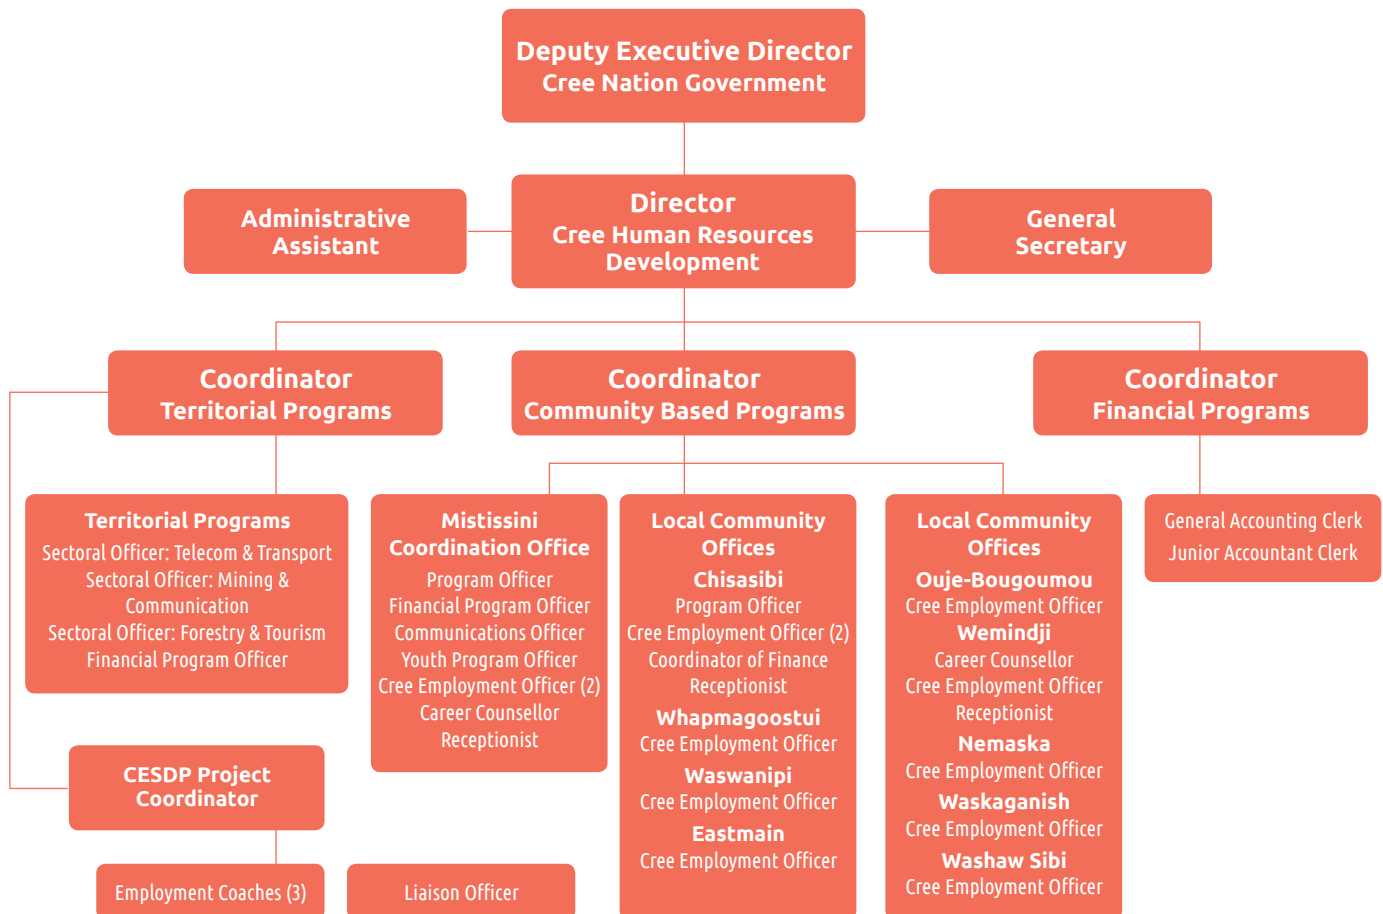 Deputy Executive Director
Cree Nation Government
Administrative
Assistant
Director
Cree Human Resources
Development
General
Secretary
Coordinator
Territorial Programs
Coordinator
Community Based Programs
Coordinator
Financial Programs
Territorial Programs
Sectoral Officer: Telecom & Transport
Sectoral Officer: Mining &
Communication
Sectoral Officer: Forestry & Tourism
Financial Program Officer
Mistissini
Coordination Office
Program Officer
Financial Program Officer
Communications Officer
Youth Program Officer
Cree Employment Officer (2)
Career Counsellor
Receptionist
Local Community
Offices
Chisasibi
Program Officer
Cree Employment Officer (2)
Coordinator of Finance
Receptionist
Whapmagoostui
Cree Employment Officer
Waswanipi
Cree Employment Officer
Eastmain
Cree Employment Officer
Local Community
Offices
Ouje-Bougoumou
Cree Employment Officer
Wemindji
Career Counsellor
Cree Employment Officer
Receptionist
Nemaska
Cree Employment Officer
Waskaganish
Cree Employment Officer
Washaw Sibi
Cree Employment Officer
General Accounting Clerk
Junior Accountant Clerk
CESDP Project
Coordinator
Employment Coaches (3)
Liaison Officer